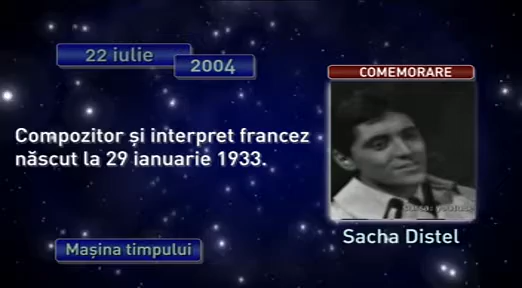 22 iulie
2004
COMEMORARE
Compozitor și interpret francez
născut la 29 ianuarie 1933.
Sacha Distel
Mașina timpului